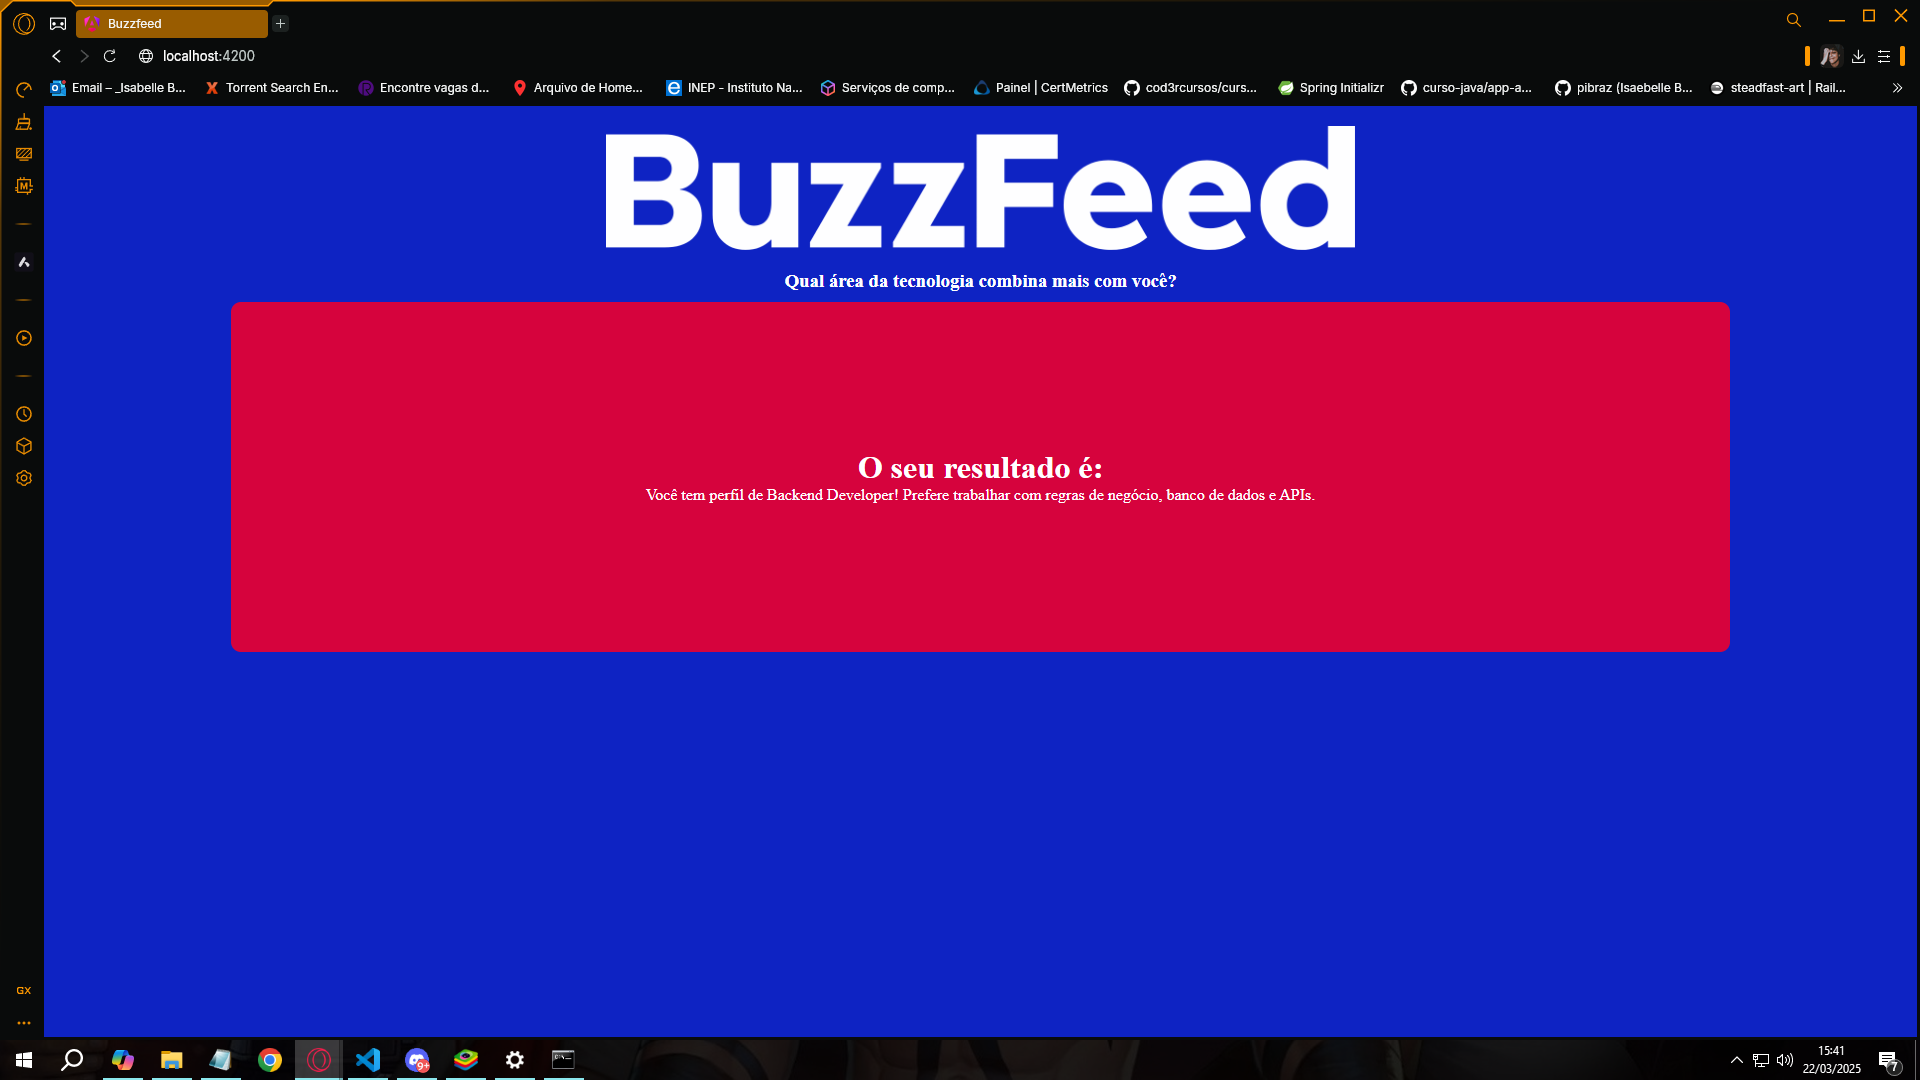 Buzzfeed
localhost:4200
Email – _Isabelle B...
Torrent Search En...
Encontre vagas d...
Arquivo de Home...
INEP - Instituto Na...
Serviços de comp...
Painel | CertMetrics
cod3rcursos/curs...
Spring Initializr
curso-java/app-a...
pibraz (Isaebelle B...
steadfast-art | Rail...
M
BuzzFeed
Qual área da tecnologia combina mais com você?
O seu resultado é:
Você tem perfil de Backend Developer! Prefere trabalhar com regras de negócio, banco de dados e APIs.
GX
9+
15:41
22/03/2025
7